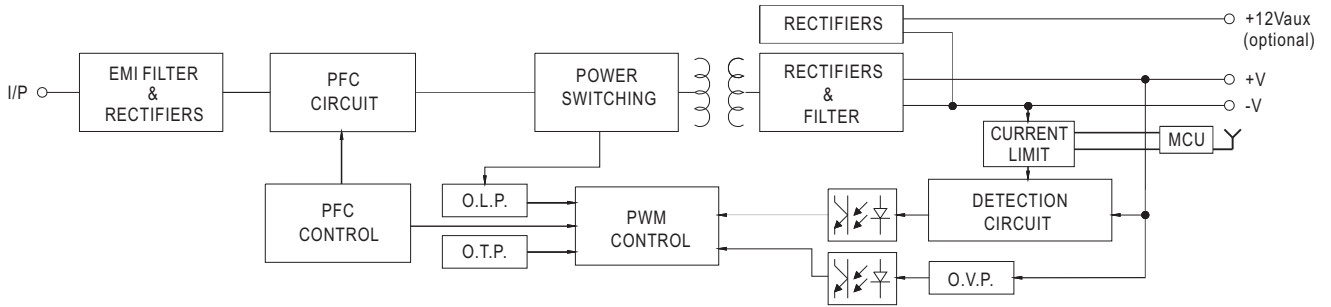 RECTIFIERS
+12Vaux
(optional)
I/P
EMI FILTER
&
RECTIFIERS
PFC
CIRCUIT
POWER
SWITCHING
RECTIFIERS
&
FILTER
+V
-V
CURRENT
LIMIT
MCU
PFC
CONTROL
O.L.P.
O.T.P.
PWM
CONTROL
DETECTION
CIRCUIT
O.V.P.